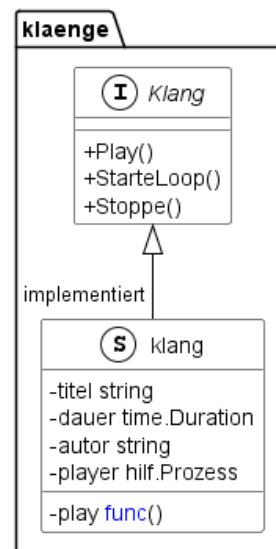 klaenge
I Klang
+Play()
+StarteLoop()
+Stoppe()
implementiert
S klang
-titel string
-dauer time.Duration
-autor string
-player hilf.Prozess
-play func()